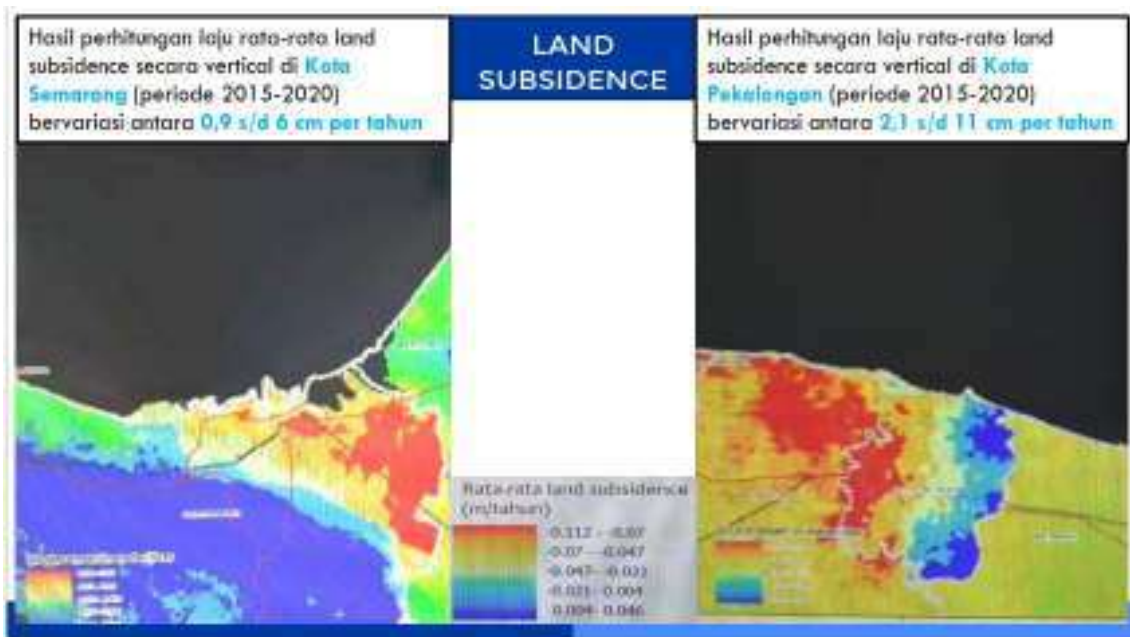 Hasil perhitungan laju rata-rata land
subsidence secara vertical di Kota
Semarang (periode 2015-2020)
bervariasi antara 0,9 s/d 6 cm per tahun
LAND
SUBSIDENCE
Hasil perhitungan laju rata-rata land
subsidence secara vertical di Kota
Pekalongan (periode 2015-2020)
bervariasi antara 2,1 s/d 11 cm per tahun
Rata-rata land subsidence
(m/tahun)
-0.112 - -0.07
-0.07 - -0.047
-0.047 - -0.021
-0.021 - 0.004
0.004 - 0.046